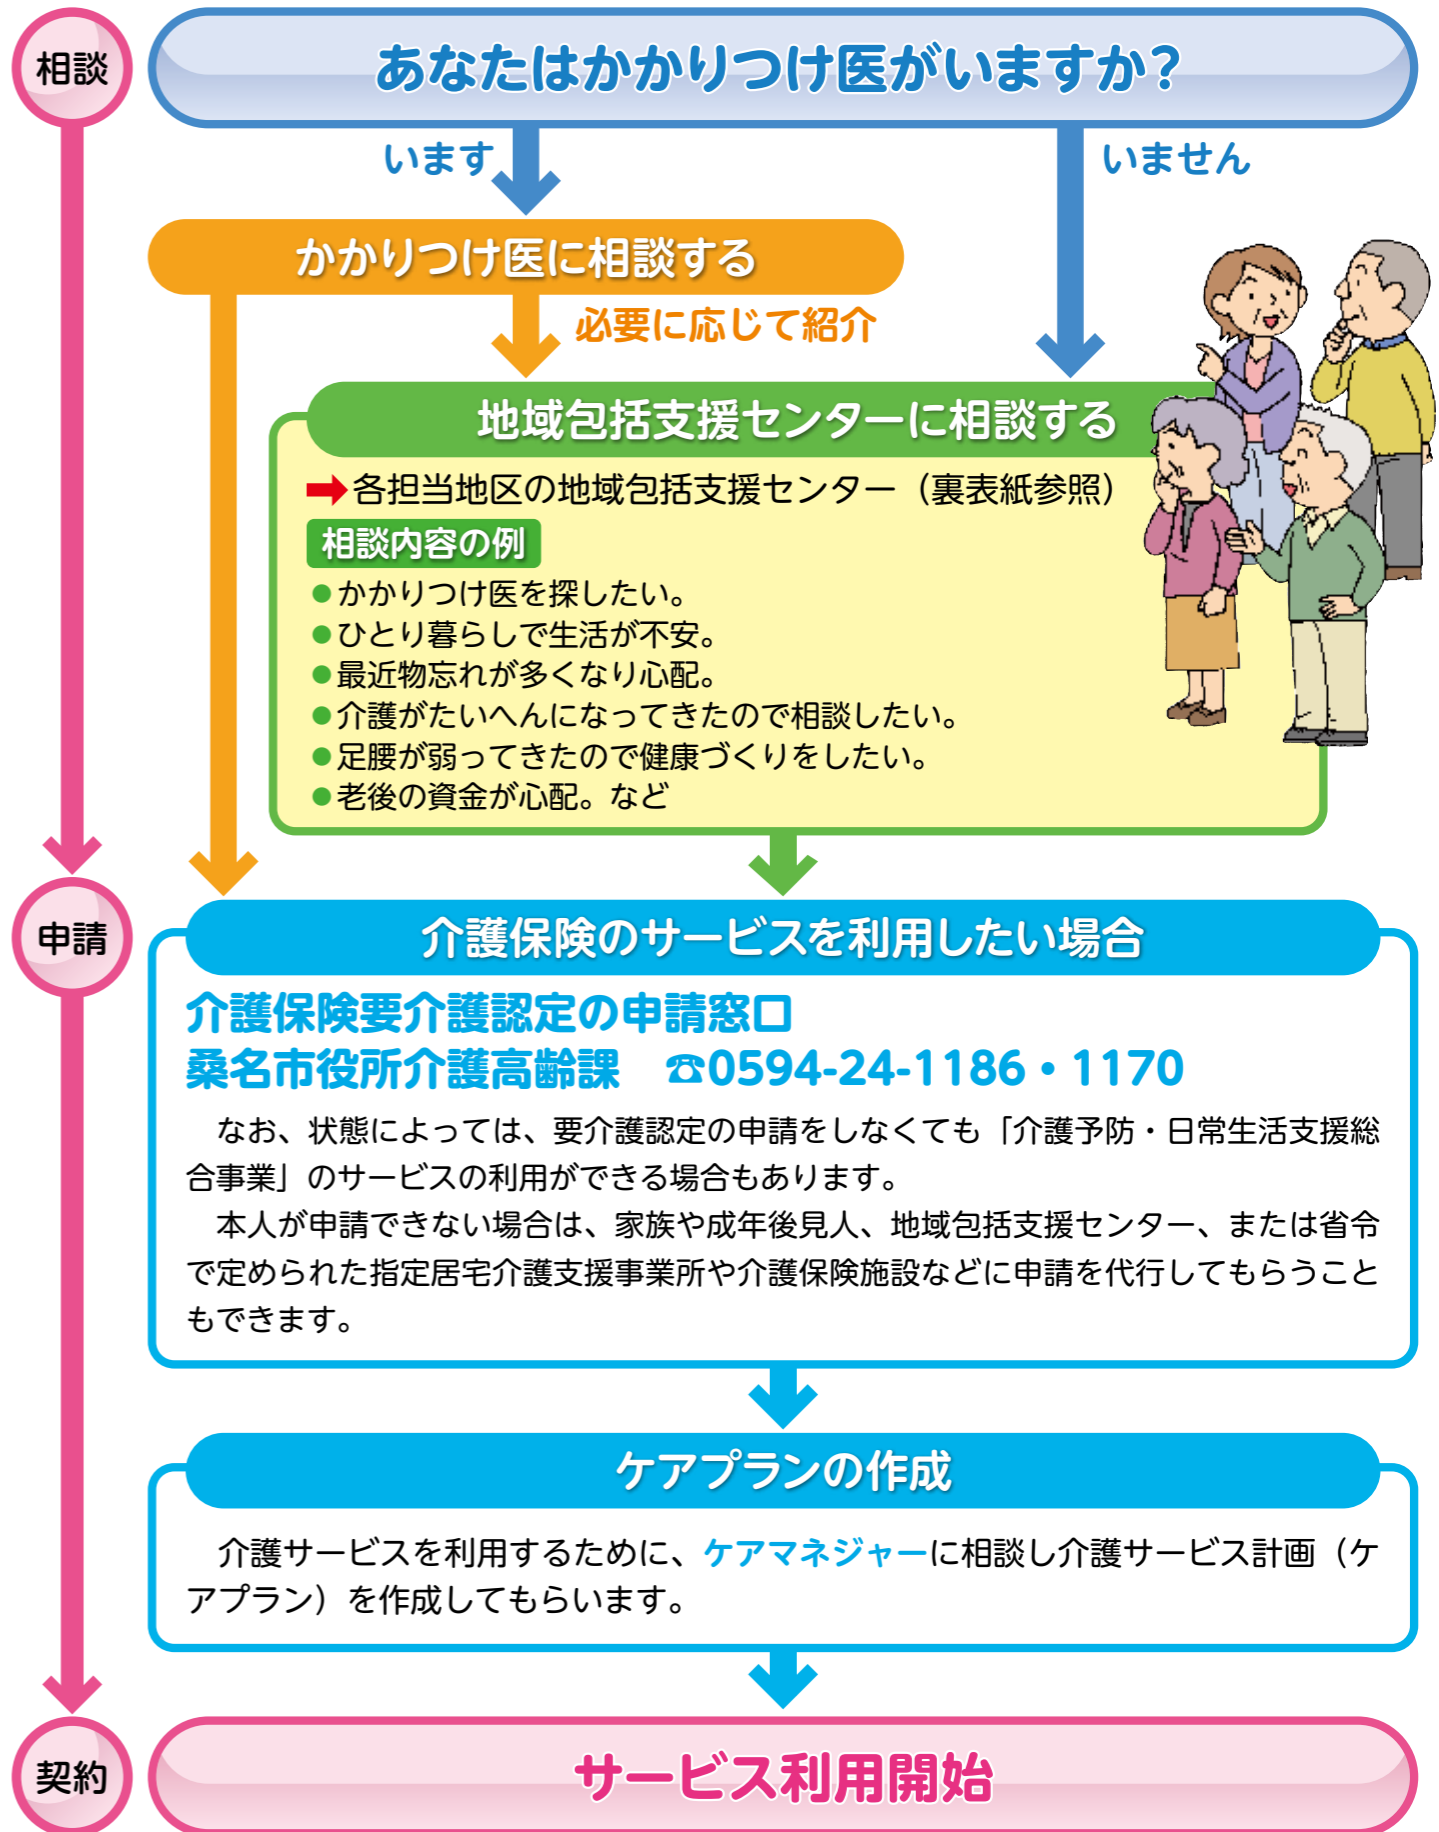 相談
あなたはかかりつけ医がいますか?
います
いません
かかりつけ医に相談する
必要に応じて紹介
地域包括支援センターに相談する
➡各担当地区の地域包括支援センター（裏表紙参照）
相談内容の例
●かかりつけ医を探したい。
●ひとり暮らしで生活が不安。
●最近物忘れが多くなり心配。
●介護がたいへんになってきたので相談したい。
●足腰が弱ってきたので健康づくりをしたい。
●老後の資金が心配。など
申請
介護保険のサービスを利用したい場合
介護保険要介護認定の申請窓口
桑名市役所介護高齢課　☎0594-24-1186・1170
　なお、状態によっては、要介護認定の申請をしなくても「介護予防・日常生活支援総
合事業」のサービスの利用ができる場合もあります。
　本人が申請できない場合は、家族や成年後見人、地域包括支援センター、または省令
で定められた指定居宅介護支援事業所や介護保険施設などに申請を代行してもらうこと
もできます。
ケアプランの作成
　介護サービスを利用するために、ケアマネジャーに相談し介護サービス計画（ケ
アプラン）を作成してもらいます。
契約
サービス利用開始